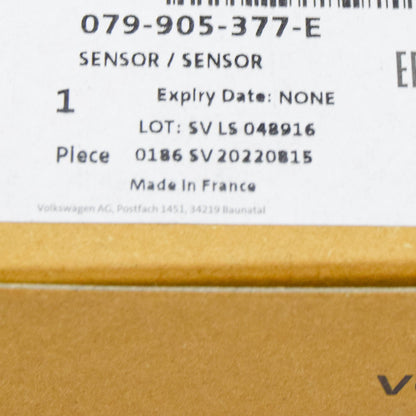 079-905-377-E
SENSOR / SENSOR
1 Expiry Date: NONE
LOT: SV LS 048916
Piece 0186 SV 20220815
Made in France
Volkswagen AG, Postfach 1451, 34219 Baunatal